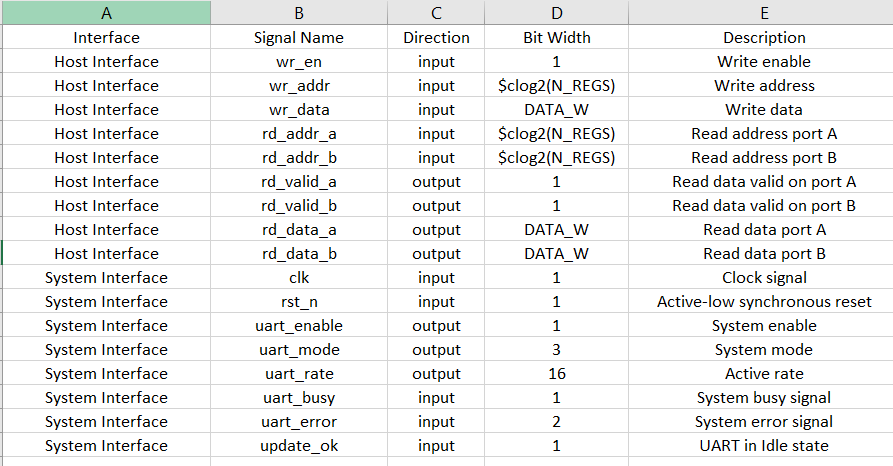 A B C D E
Interface Signal Name Direction Bit Width Description
Host Interface wr_en input 1 Write enable
Host Interface wr_addr input $clog2(N_REGS) Write address
Host Interface wr_data input DATA_W Write data
Host Interface rd_addr_a input $clog2(N_REGS) Read address port A
Host Interface rd_addr_b input $clog2(N_REGS) Read address port B
Host Interface rd_valid_a output 1 Read data valid on port A
Host Interface rd_valid_b output 1 Read data valid on port B
Host Interface rd_data_a output DATA_W Read data port A
Host Interface rd_data_b output DATA_W Read data port B
System Interface clk input 1 Clock signal
System Interface rst_n input 1 Active-low synchronous reset
System Interface uart_enable output 1 System enable
System Interface uart_mode output 3 System mode
System Interface uart_rate output 16 Active rate
System Interface uart_busy input 1 System busy signal
System Interface uart_error input 2 System error signal
System Interface update_ok input 1 UART in Idle state